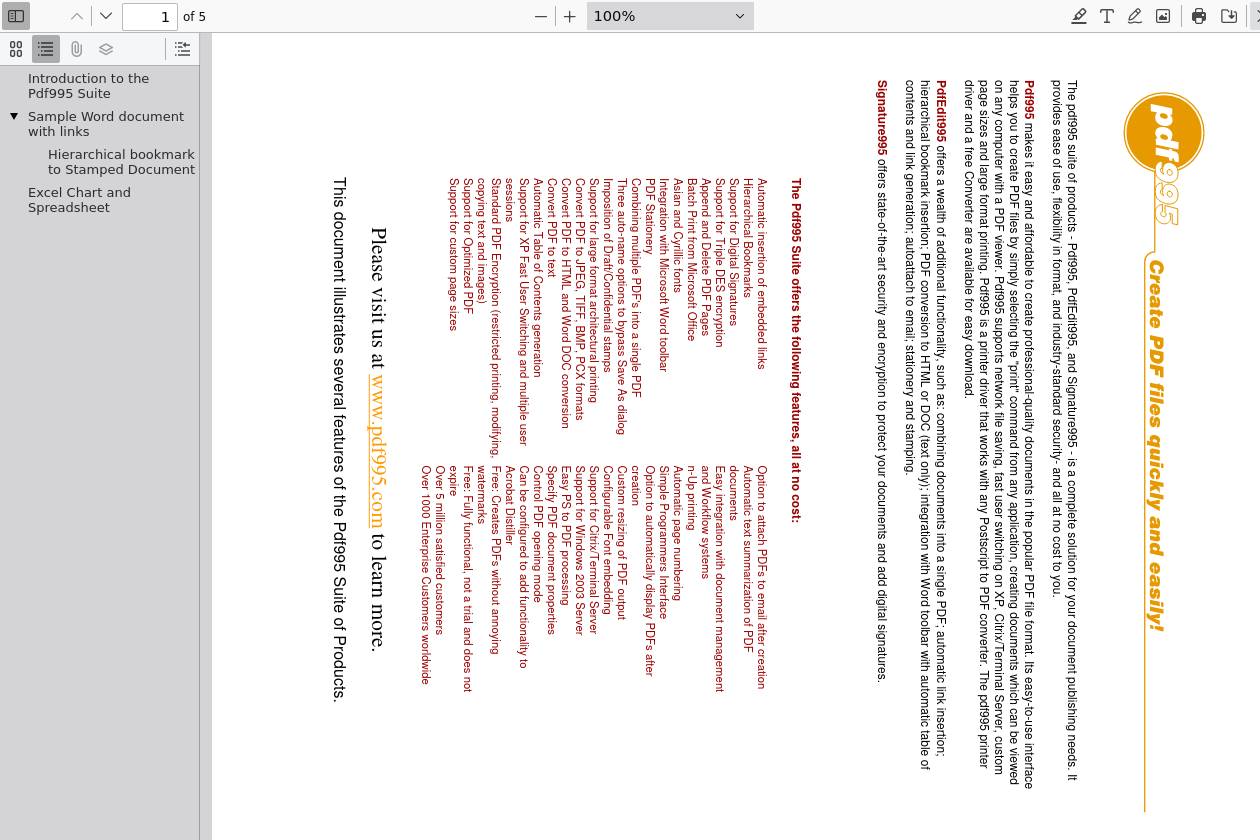 1
of 5
100%
Introduction to the
Pdf995 Suite
Sample Word document
with links
Hierarchical bookmark
to Stamped Document
Excel Chart and
Spreadsheet
pdf995
Create PDF files quickly and easily!
The pdf995 suite of products - Pdf995, PdfEdit995, and Signature995 - is a complete solution for your document publishing needs. It
provides ease of use, flexibility in format, and industry-standard security- and all at no cost to you.
Pdf995 makes it easy and affordable to create professional-quality documents in the popular PDF file format. Its easy-to-use interface
helps you to create PDF files by simply selecting the "print" command from any application, creating documents which can be viewed
on any computer with a PDF viewer. Pdf995 supports network file saving, fast user switching on XP, Citrix/Terminal Server, custom
page sizes and large format printing. Pdf995 is a printer driver that works with any Postscript to PDF converter. The pdf995 printer
driver and a free Converter are available for easy download.
PdfEdit995 offers a wealth of additional functionality, such as: combining documents into a single PDF; automatic link insertion;
hierarchical bookmark insertion; PDF conversion to HTML or DOC (text only); integration with Word toolbar with automatic table of
contents and link generation; autoattach to email; stationery and stamping.
Signature995 offers state-of-the-art security and encryption to protect your documents and add digital signatures.
The Pdf995 Suite offers the following features, all at no cost:
Automatic insertion of embedded links
Hierarchical Bookmarks
Support for Digital Signatures
Support for Triple DES encryption
Append and Delete PDF Pages
Batch Print from Microsoft Office
Asian and Cyrillic fonts
Integration with Microsoft Word toolbar
PDF Stationery
Combining multiple PDF's into a single PDF
Three auto-name options to bypass Save As dialog
Imposition of Draft/Confidential stamps
Support for large format architectural printing
Convert PDF to JPEG, TIFF, BMP, PCX formats
Convert PDF to HTML and Word DOC conversion
Convert PDF to text
Automatic Table of Contents generation
Support for XP Fast User Switching and multiple user
sessions
Standard PDF Encryption (restricted printing, modifying,
copying text and images)
Support for Optimized PDF
Support for custom page sizes
Option to attach PDFs to email after creation
Automatic text summarization of PDF
documents
Easy integration with document management
and Workflow systems
n-Up printing
Automatic page numbering
Simple Programmers Interface
Option to automatically display PDFs after
creation
Custom resizing of PDF output
Configurable Font embedding
Support for Citrix/Terminal Server
Support for Windows 2003 Server
Easy PS to PDF processing
Specify PDF document properties
Control PDF opening mode
Can be configured to add functionality to
Acrobat Distiller
Free: Creates PDFs without annoying
watermarks
Free: Fully functional, not a trial and does not
expire
Over 5 million satisfied customers
Over 1000 Enterprise Customers worldwide
Please visit us at www.pdf995.com to learn more.
This document illustrates several features of the Pdf995 Suite of Products.